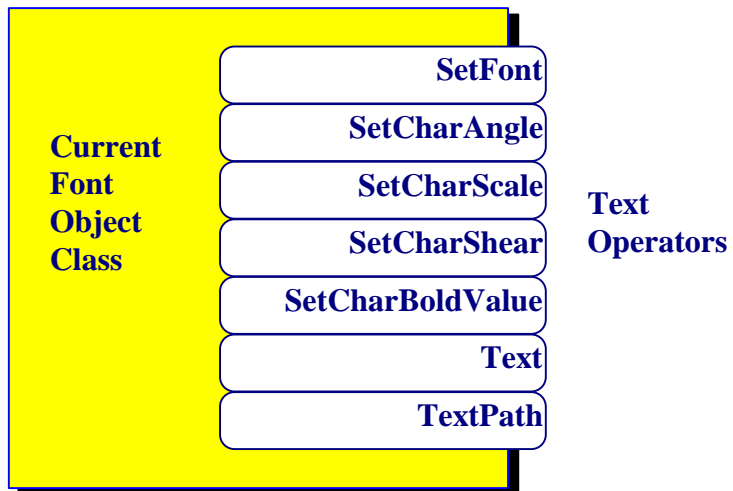 Current
Font
Object
Class
SetFont
SetCharAngle
SetCharScale
SetCharShear
SetCharBoldValue
Text
TextPath
Text
Operators